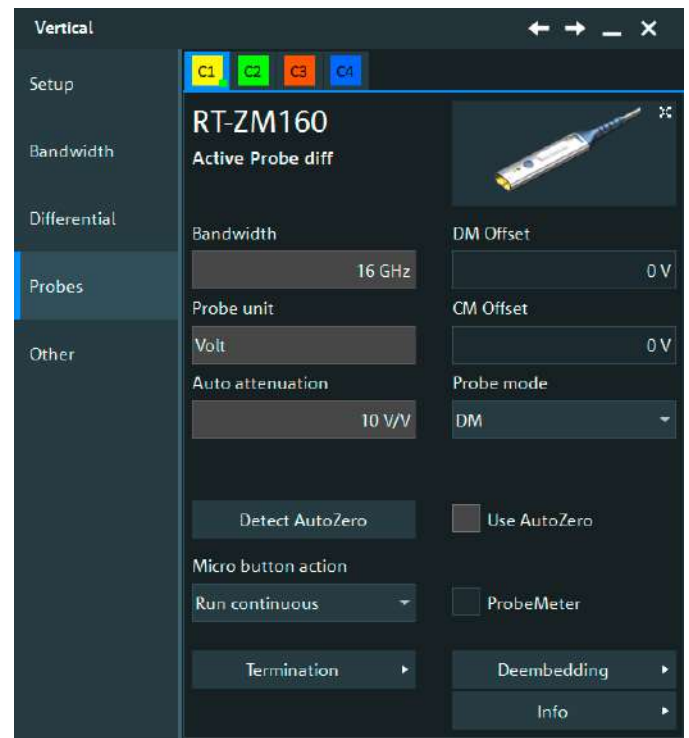 Vertical
Setup
Bandwidth
Differential
Probes
Other
C1 C2 C3 C4
RT-ZM160
Active Probe diff
Bandwidth
16 GHz
DM Offset
0 V
Probe unit
Volt
CM Offset
0 V
Auto attenuation
10 V/V
Probe mode
DM
Detect AutoZero
Use AutoZero
Micro button action
Run continuous
ProbeMeter
Termination
Deembedding
Info